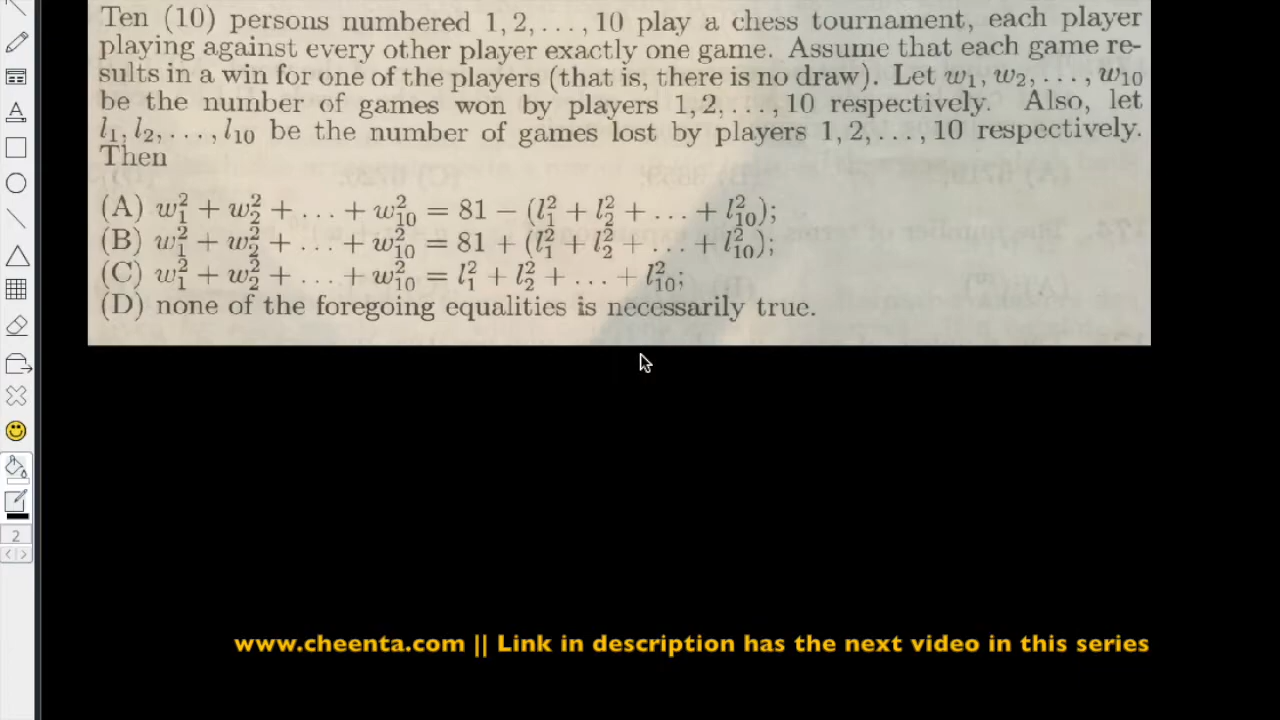 Ten (10) persons numbered 1, 2, . . . , 10 play a chess tournament, each player
playing against every other player exactly one game. Assume that each game re-
sults in a win for one of the players (that is, there is no draw). Let w₁, w₂, . . . , w₁₀
be the number of games won by players 1, 2, . . . , 10 respectively. Also, let
l₁, l₂, . . . , l₁₀ be the number of games lost by players 1, 2, . . . , 10 respectively.
Then
(A) w₁² + w₂² + . . . + w₁₀² = 81 − (l₁² + l₂² + . . . + l₁₀²);
(B) w₁² + w₂² + . . . + w₁₀² = 81 + (l₁² + l₂² + . . . + l₁₀²);
(C) w₁² + w₂² + . . . + w₁₀² = l₁² + l₂² + . . . + l₁₀²;
(D) none of the foregoing equalities is necessarily true.
2
www.cheenta.com || Link in description has the next video in this series